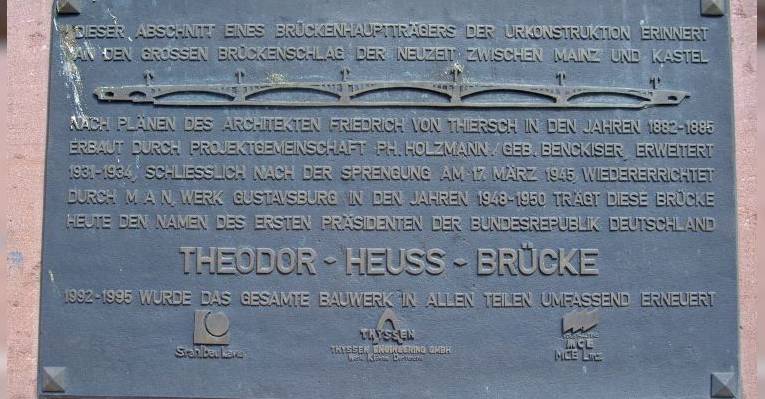 DIESER ABSCHNITT EINES BRÜCKENHAUPTTRÄGERS DER URKONSTRUKTION ERINNERT
AN DEN GROSSEN BRÜCKENSCHLAG DER NEUZEIT ZWISCHEN MAINZ UND KASTEL
NACH PLÄNEN DES ARCHITEKTEN FRIEDRICH VON THIERSCH IN DEN JAHREN 1882-1885
ERBAUT DURCH PROJEKTGEMEINSCHAFT PH. HOLZMANN/GEB. BENCKISER, ERWEITERT
1931-1934, SCHLIESSLICH NACH DER SPRENGUNG AM 17. MÄRZ 1945 WIEDERERRICHTET
DURCH M A N, WERK GUSTAVSBURG IN DEN JAHREN 1948-1950 TRÄGT DIESE BRÜCKE
HEUTE DEN NAMEN DES ERSTEN PRÄSIDENTEN DER BUNDESREPUBLIK DEUTSCHLAND
THEODOR - HEUSS - BRÜCKE
1992-1995 WURDE DAS GESAMTE BAUWERK IN ALLEN TEILEN UMFASSEND ERNEUERT
Stahlbau Lavis
THYSSEN
THYSSEN ENGINEERING GMBH
Werk Klönne Dortmund
MCE
MCE Linz